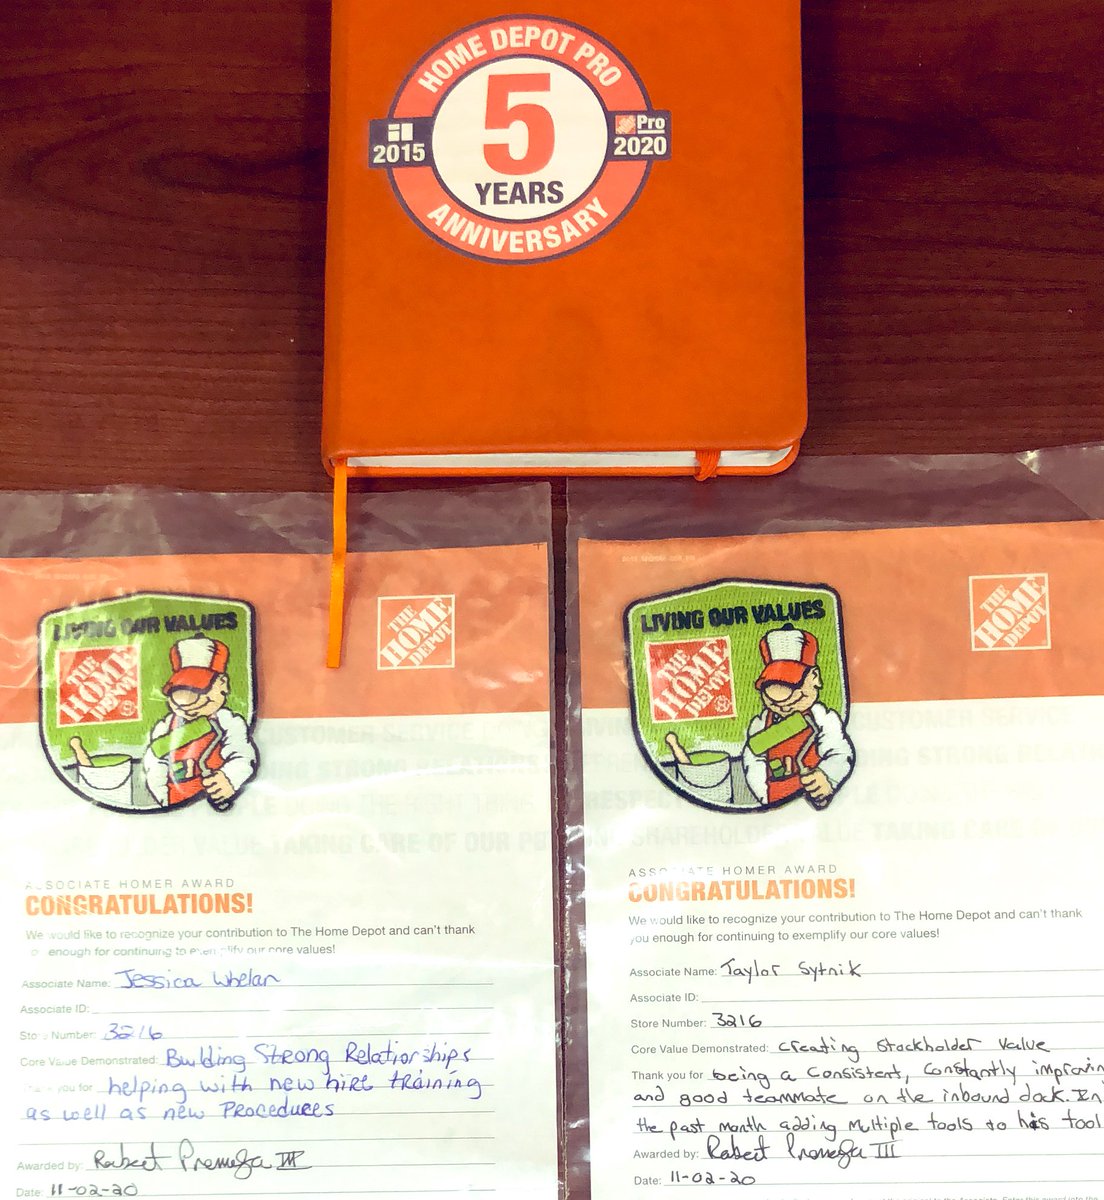 HOME DEPOT PRO
5
YEARS
2015
Pro
2020
ANNIVERSARY
LIVING OUR VALUES
THE HOME DEPOT
THE HOME DEPOT
ASSOCIATE HOMER AWARD
CONGRATULATIONS!
We would like to recognize your contribution to The Home Depot and can't thank
enough for continuing to exemplify our core values!
Associate Name: Jessica Whelan
Associate ID:
Store Number: 3216
Core Value Demonstrated: Building Strong Relationships
you for helping with new hire training
as well as new Procedures
Awarded by: Robert III
Date: 11-02-20
LIVING OUR VALUES
THE HOME DEPOT
THE HOME DEPOT
ASSOCIATE HOMER AWARD
CONGRATULATIONS!
We would like to recognize your contribution to The Home Depot and can't thank
you enough for continuing to exemplify our core values!
Associate Name: Taylor Sytnik
Associate ID:
Store Number: 3216
Core Value Demonstrated: Creating Stockholder Value
Thank you for being a Consistent, Constantly improvin
and good teammate on the inbound dock. In
the past month adding Multiple tools to his tool
Awarded by: Robert III
Date: 11-02-20